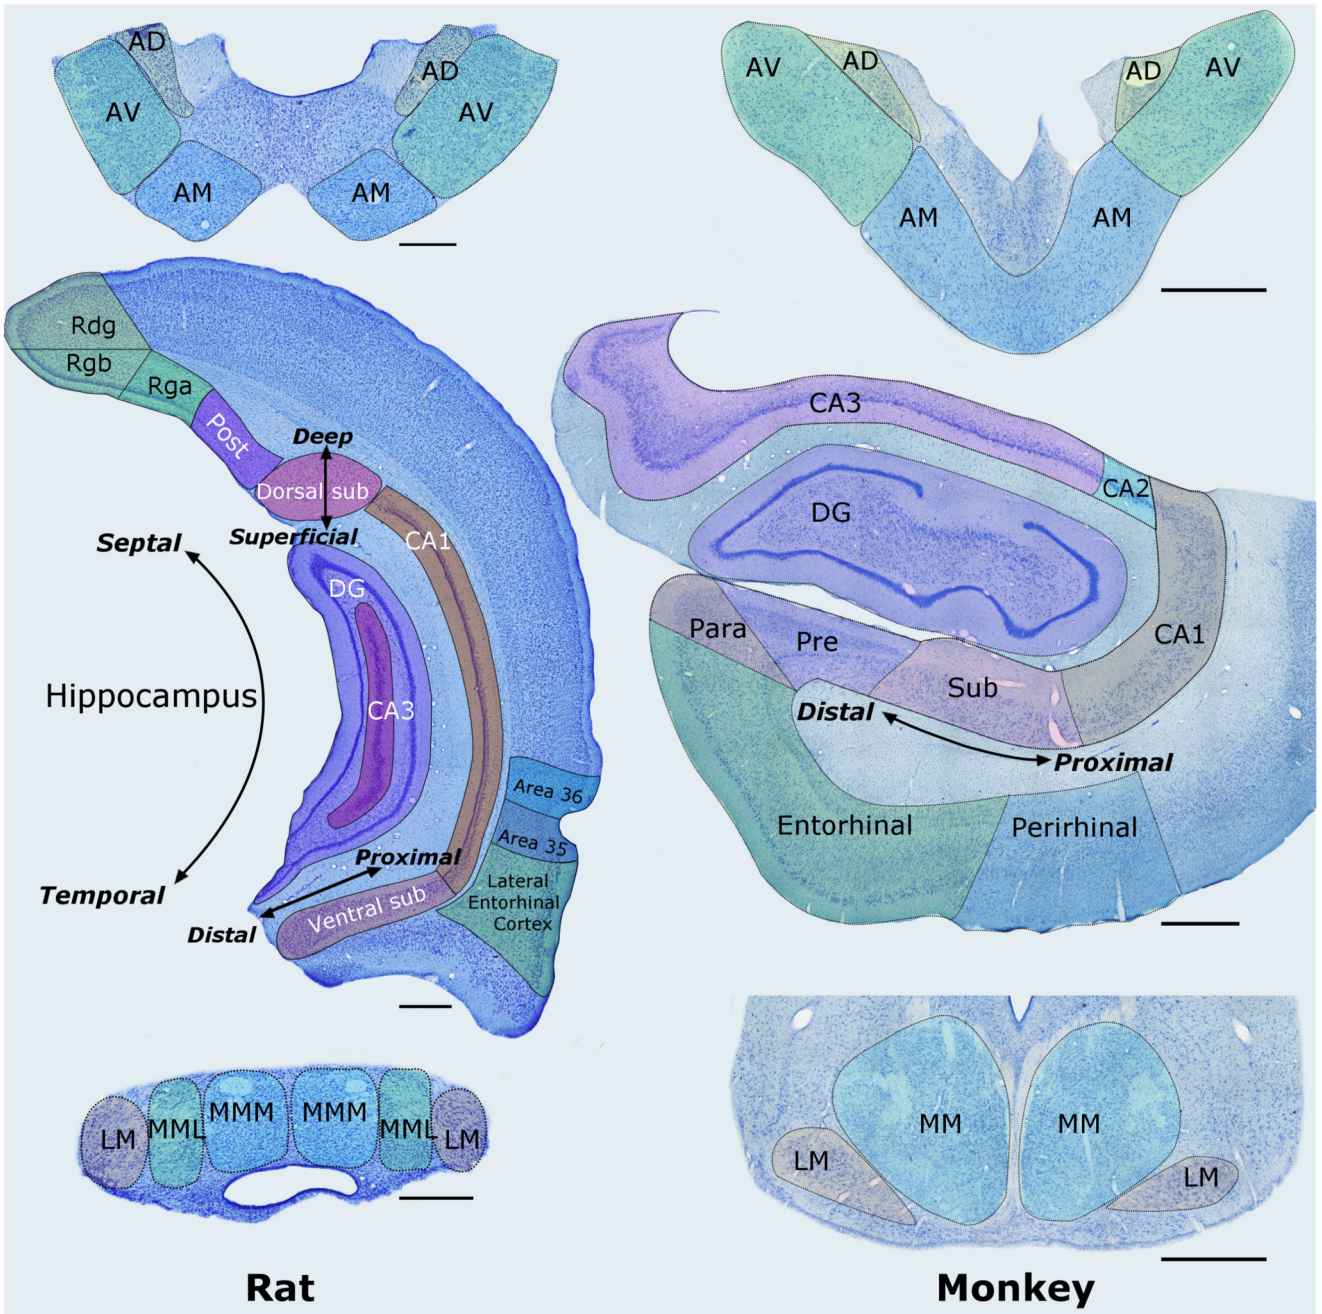 AD
AD
AV
AV
AM
AM
AV
AD
AD
AV
AM
AM
Rdg
Rgb
Rga
Post
Deep
Dorsal sub
Superficial
CA1
Septal
DG
Hippocampus
CA3
Area 36
Area 35
Proximal
Temporal
Lateral
Entorhinal
Cortex
Ventral sub
Distal
CA3
CA2
DG
Para
Pre
Sub
CA1
Distal
Proximal
Entorhinal
Perirhinal
LM
MML
MMM
MMM
MML
LM
MM
MM
LM
LM
Rat
Monkey